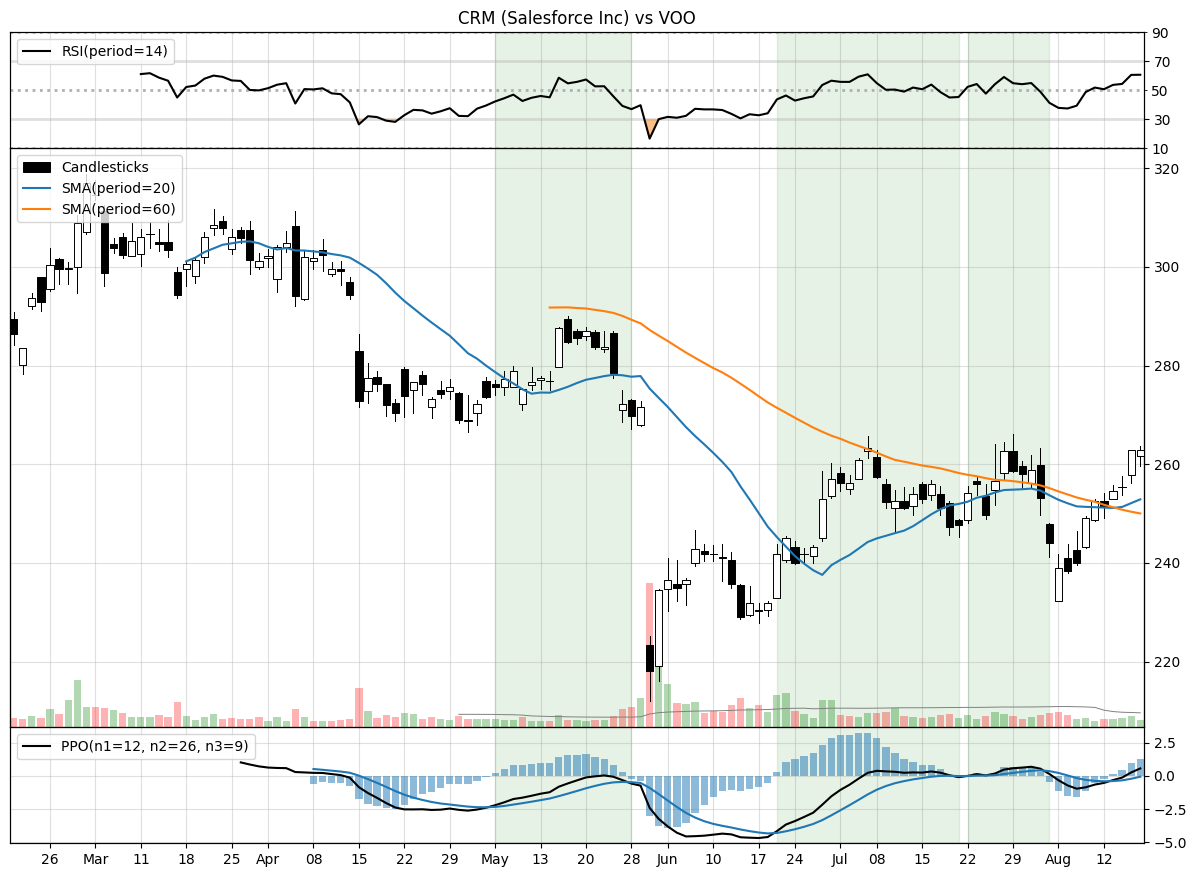 CRM (Salesforce Inc) vs VOO
RSI(period=14)
90
70
50
30
10
Candlesticks
SMA(period=20)
SMA(period=60)
320
300
280
260
240
220
PPO(n1=12, n2=26, n3=9)
2.5
0.0
−2.5
−5.0
26 Mar 11 18 25 Apr 08 15 22 29 May 13 20 28 Jun 10 17 24 Jul 08 15 22 29 Aug 12